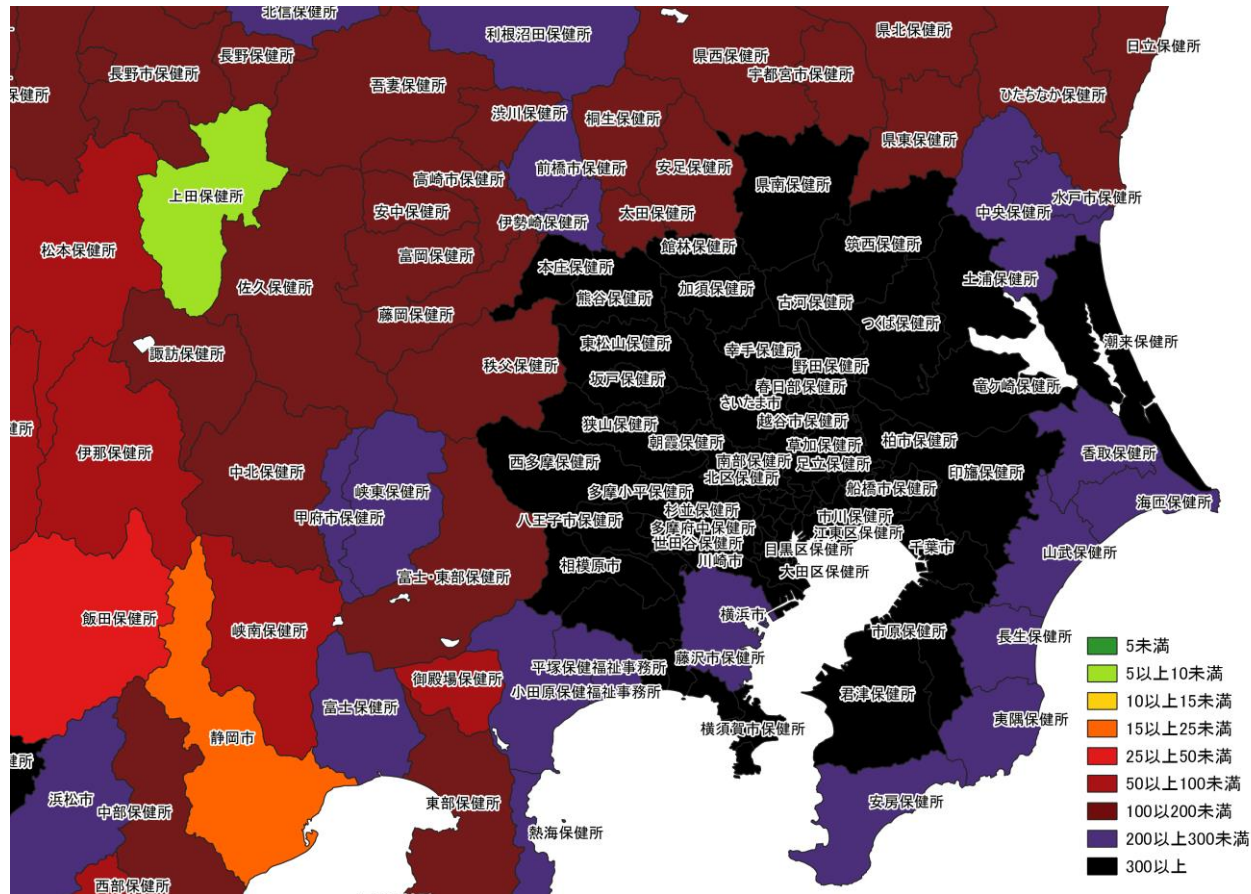 北信保健所
利根沼田保健所
県北保健所
日立保健所
長野保健所
県西保健所
長野市保健所
宇都宮市保健所
吾妻保健所
保健所
ひたちなか保健所
渋川保健所
桐生保健所
県東保健所
前橋市保健所
安足保健所
高崎市保健所
県南保健所
上田保健所
水戸市保健所
安中保健所
太田保健所
中央保健所
伊勢崎保健所
松本保健所
館林保健所
筑西保健所
富岡保健所
本庄保健所
土浦保健所
佐久保健所
加須保健所
熊谷保健所
古河保健所
藤岡保健所
つくば保健所
東松山保健所
潮来保健所
諏訪保健所
幸手保健所
秩父保健所
野田保健所
坂戸保健所
春日部保健所
竜ケ崎保健所
さいたま市
狭山保健所
越谷市保健所
健所
朝霞保健所
草加保健所
柏市保健所
伊那保健所
香取保健所
西多摩保健所
南部保健所
足立保健所
中北保健所
北区保健所
印旛保健所
峡東保健所
多摩小平保健所
船橋市保健所
海匝保健所
甲府市保健所
杉並保健所
市川保健所
八王子市保健所
多摩府中保健所
江東区保健所
世田谷保健所
目黒区保健所
千葉市
山武保健所
川崎市
相模原市
大田区保健所
富士・東部保健所
飯田保健所
横浜市
峡南保健所
市原保健所
長生保健所
5未満
藤沢市保健所
平塚保健福祉事務所
5以上10未満
御殿場保健所
小田原保健福祉事務所
君津保健所
10以上15未満
富士保健所
夷隅保健所
横須賀市保健所
15以上25未満
静岡市
健所
25以上50未満
浜松市
50以上100未満
中部保健所
東部保健所
安房保健所
100以200未満
熱海保健所
200以上300未満
西部保健所
300以上